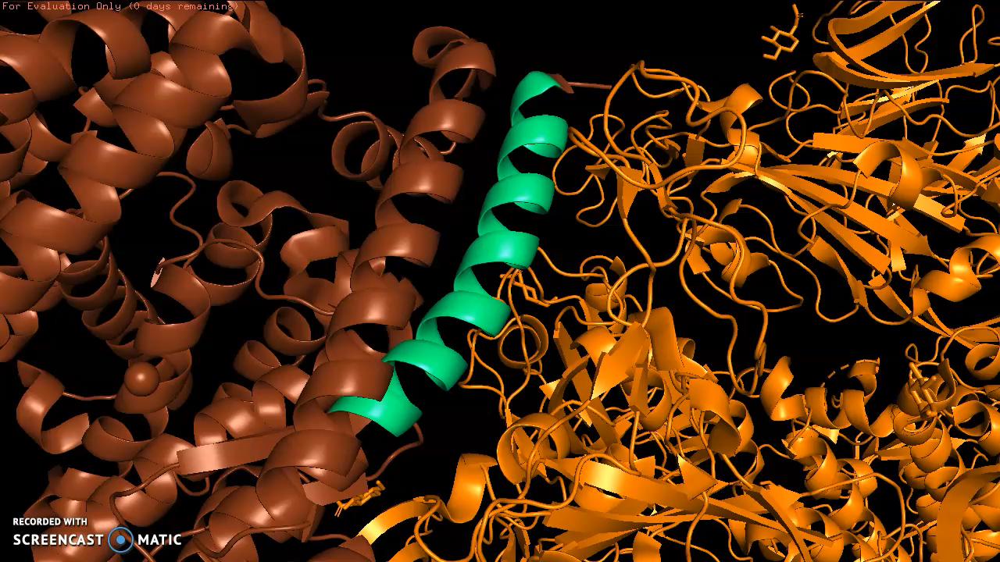 For Evaluation Only (0 days remaining)
RECORDED WITH
SCREENCAST MATIC